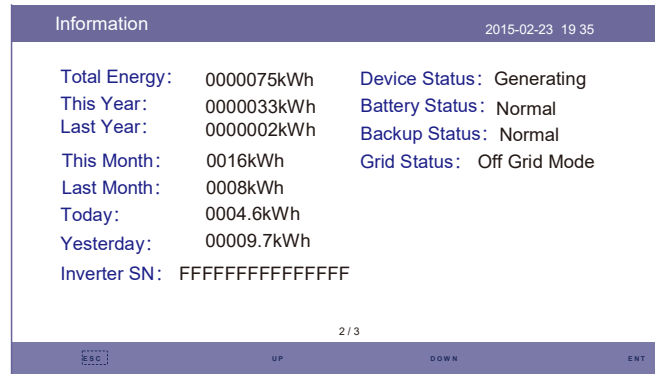 Information 2015-02-23 19 35
Total Energy: 0000075kWh
This Year: 0000033kWh
Last Year: 0000002kWh
This Month: 0016kWh
Last Month: 0008kWh
Today: 0004.6kWh
Yesterday: 00009.7kWh
Inverter SN: FFFFFFFFFFFFFFF
Device Status: Generating
Battery Status: Normal
Backup Status: Normal
Grid Status: Off Grid Mode
2 / 3
ESC UP DOWN ENT